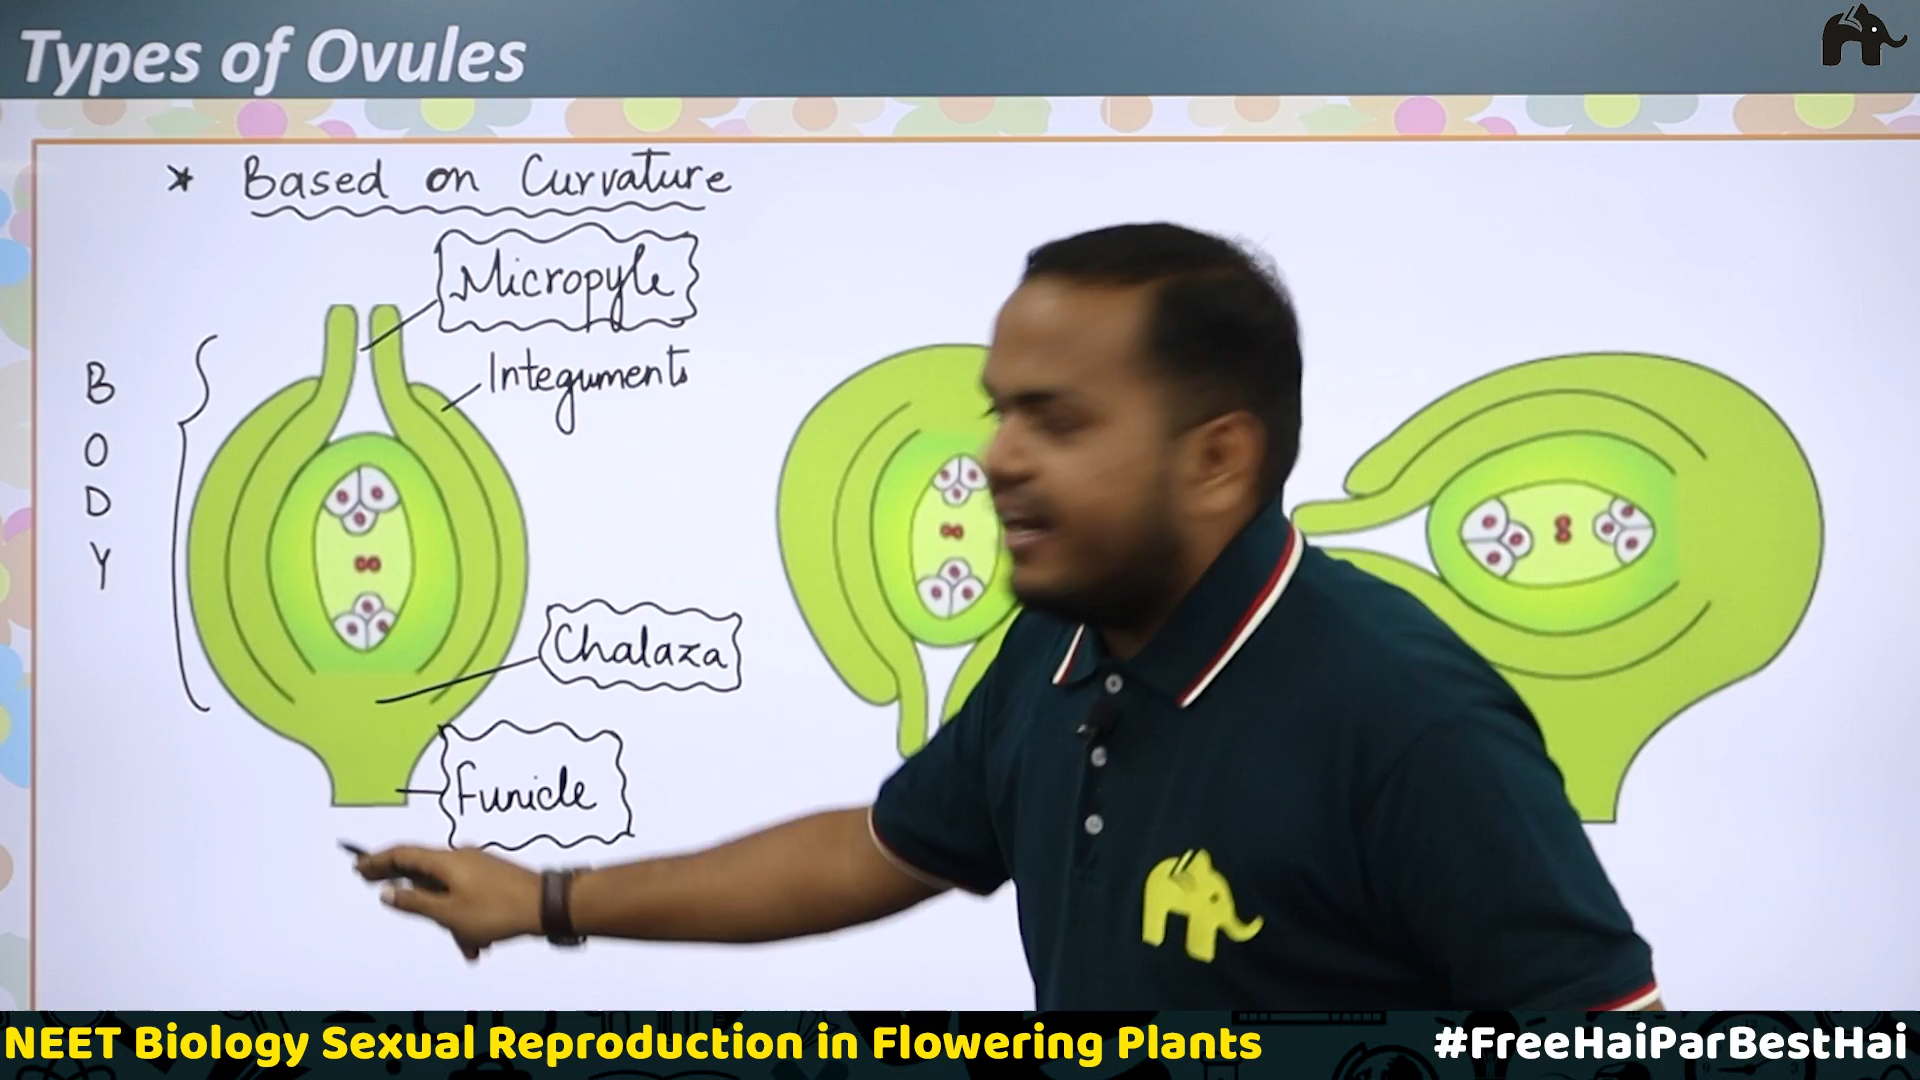 Types of Ovules
* Based on Curvature
Micropyle
Integuments
B
O
D
Y
Chalaza
Funicle
NEET Biology Sexual Reproduction in Flowering Plants
#FreeHaiParBestHai